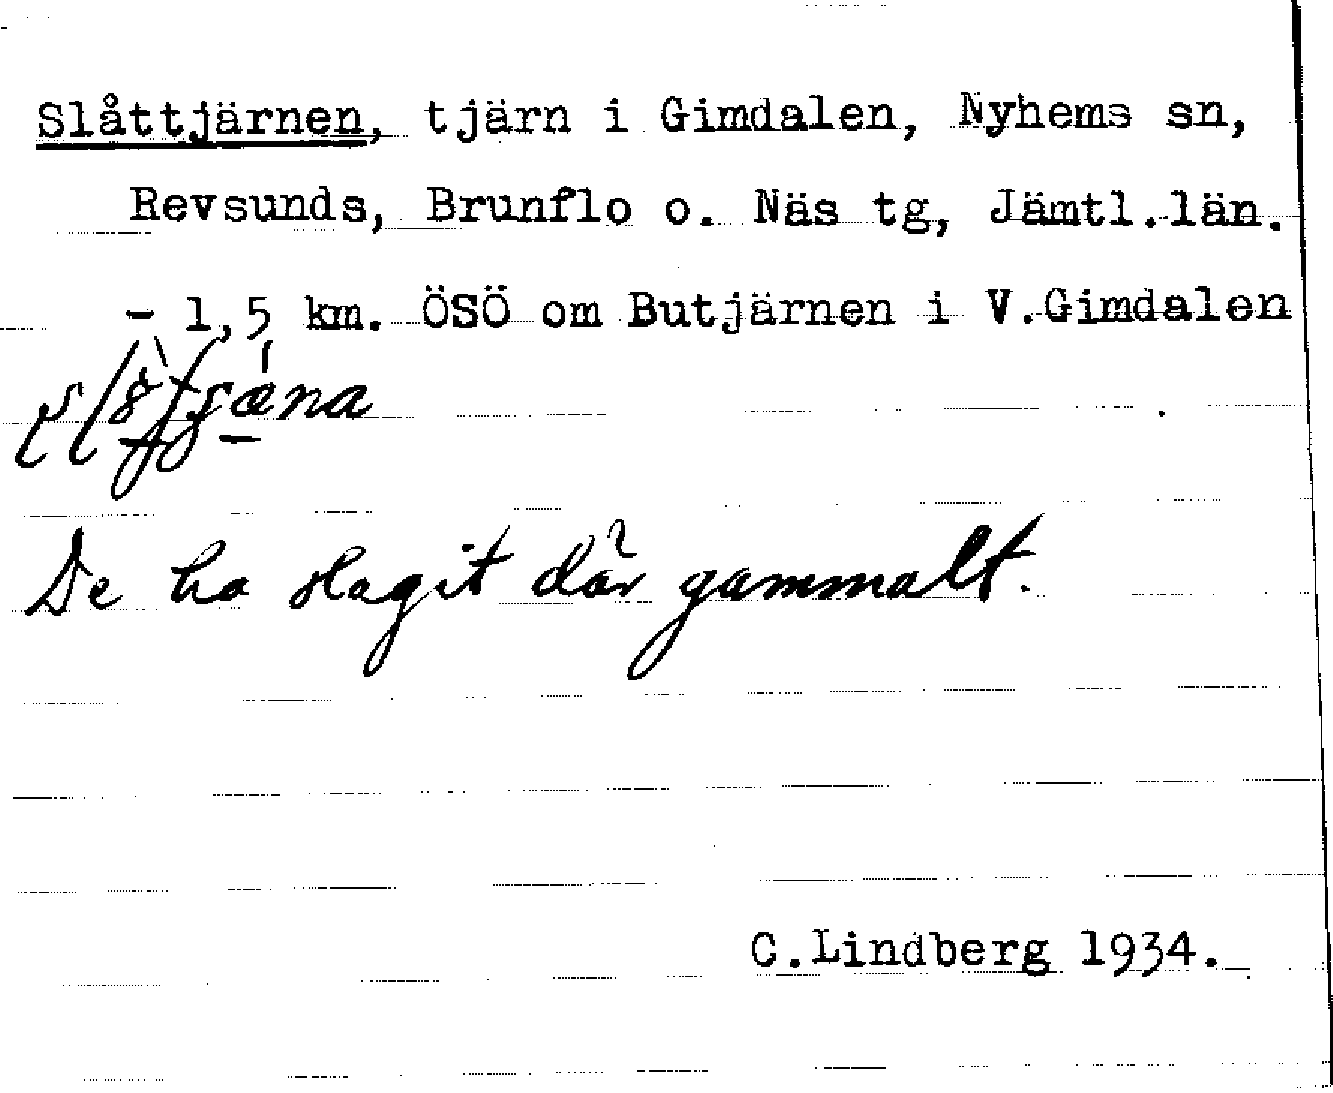 Slåttjärnen, tjärn i Gimdalen, Nyhems sn,
Revsunds, Brunflo o. Näs tg, Jämtl.län.
- 1,5 km. ÖSÖ om Butjärnen i V.Gimdalen
De ha slagit där gammalt.
C.Lindberg 1934.